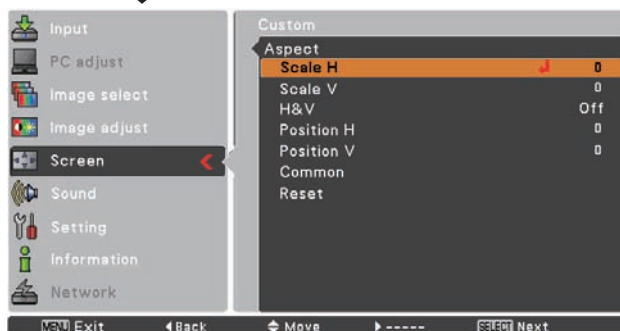 Input
PC adjust
Image select
Image adjust
Screen
Sound
Setting
Information
Network
Custom
Aspect
Scale H 0
Scale V 0
H&V Off
Position H 0
Position V 0
Common
Reset
MENU Exit Back Move ----- SELECT Next